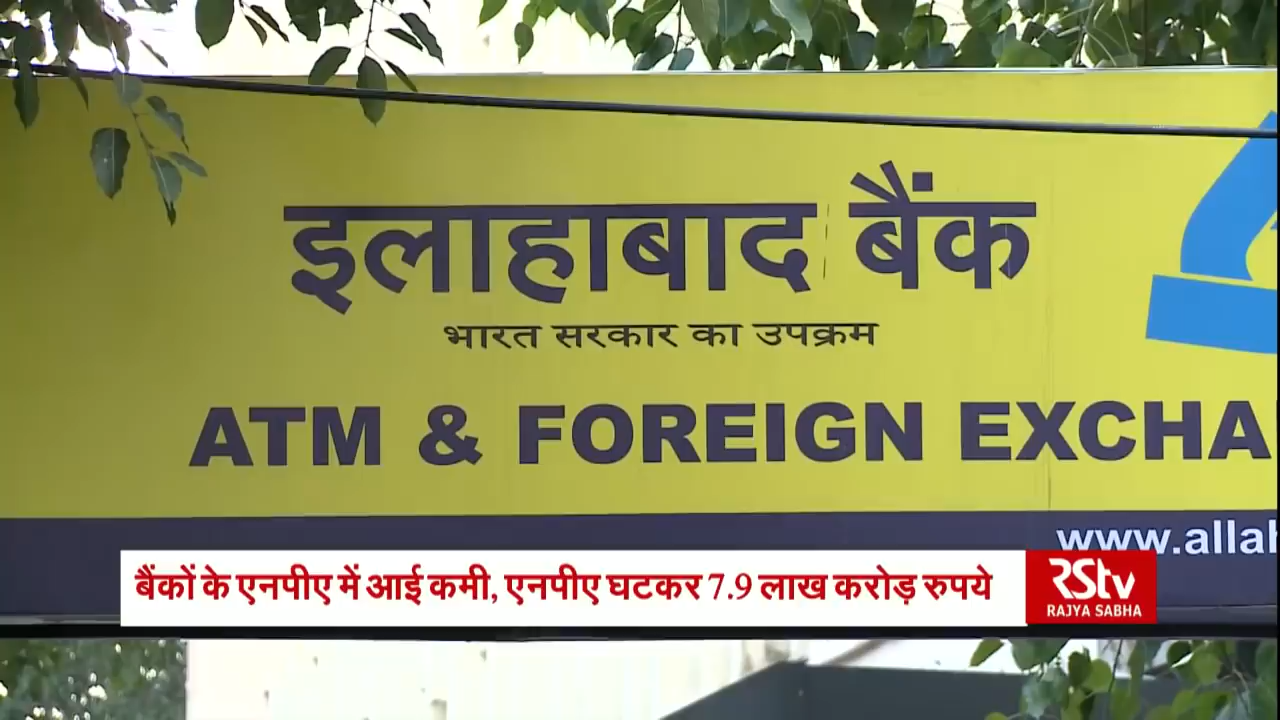 इलाहाबाद बैंक
भारत सरकार का उपक्रम
ATM & FOREIGN EXCHA
www.allah
बैंकों के एनपीए में आई कमी, एनपीए घटकर 7.9 लाख करोड़ रुपये
RSTV
RAJYA SABHA